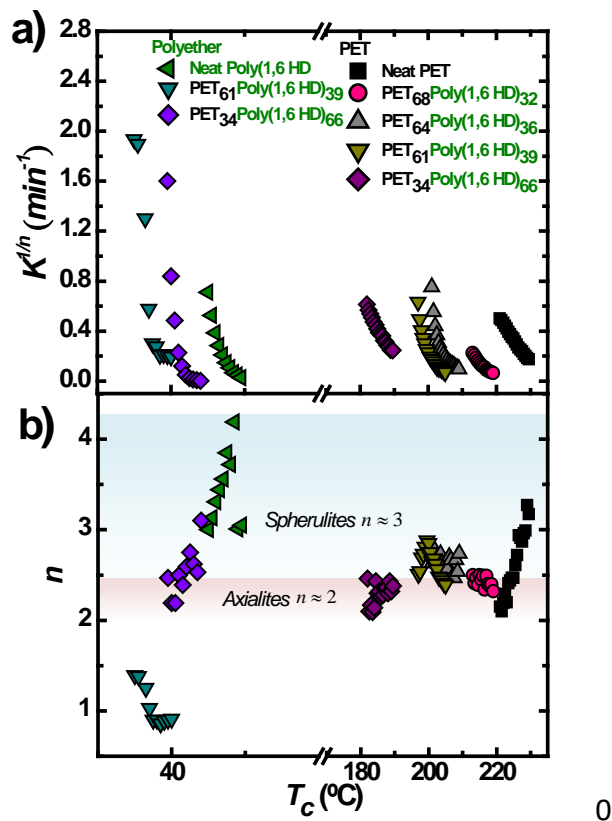 a)
Polyether
Neat Poly(1,6 HD
PET61Poly(1,6 HD)39
PET34Poly(1,6 HD)66
PET
Neat PET
PET68Poly(1,6 HD)32
PET64Poly(1,6 HD)36
PET61Poly(1,6 HD)39
PET34Poly(1,6 HD)66
K1/n (min-1)
2.8
2.4
2.0
1.6
1.2
0.8
0.4
0.0
b)
n
4
3
2
1
Spherulites n ≈ 3
Axialites n ≈ 2
40 180 200 220
Tc (ºC)
0